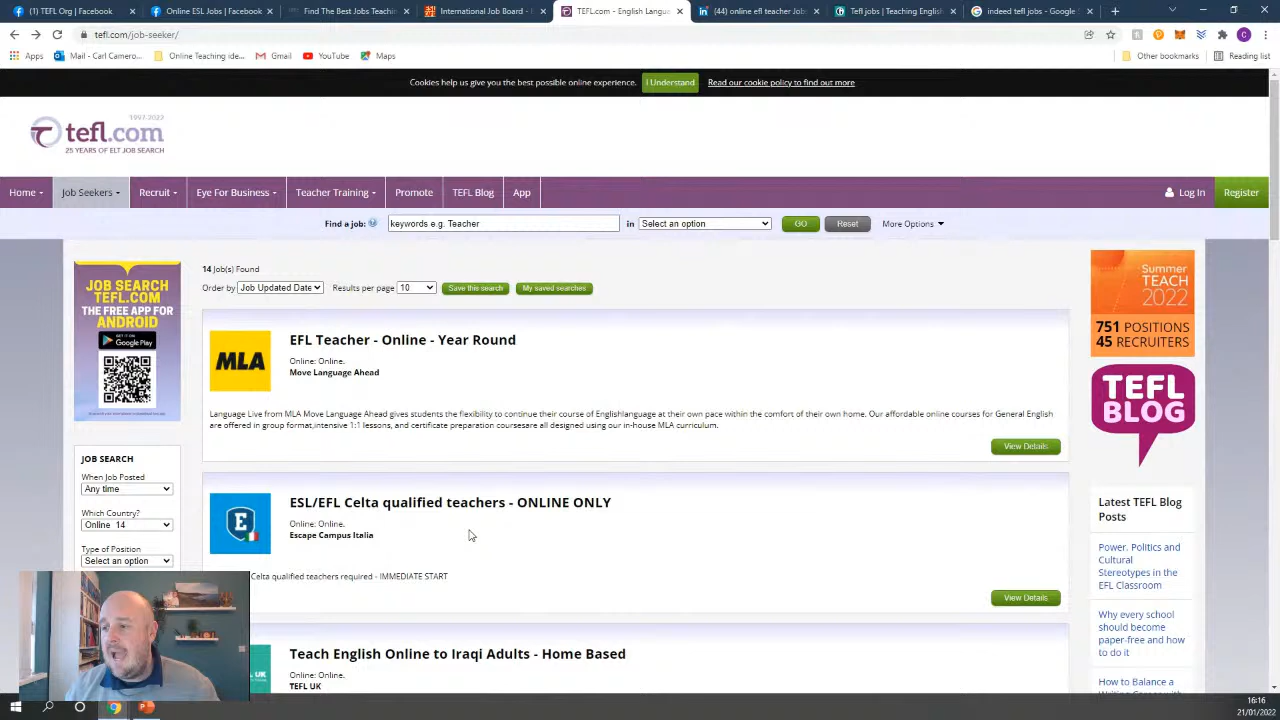 (1) TEFL Org | Facebook
Online ESL Jobs | Facebook
Find The Best Jobs Teachin
International Job Board -
TEFL.com - English Langu
(44) online efl teacher Jobs
Tefl jobs | Teaching English
indeed tefl jobs - Google
tefl.com/job-seeker/
Apps
Mail - Carl Camero...
Online Teaching ide...
Gmail
YouTube
Maps
Other bookmarks
Reading list
Cookies help us give you the best possible online experience.
I Understand
Read our cookie policy to find out more
1997-2022
tefl.com
25 YEARS OF ELT JOB SEARCH
Home
Job Seekers
Recruit
Eye For Business
Teacher Training
Promote
TEFL Blog
App
Log In
Register
Find a job:
keywords e.g. Teacher
in
Select an option
GO
Reset
More Options
JOB SEARCH
TEFL.COM
THE FREE APP FOR
ANDROID
GET IT ON
Google Play
14 Job(s) Found
Order by
Job Updated Date
Results per page
10
Save this search
My saved searches
MLA
EFL Teacher - Online - Year Round
Online: Online.
Move Language Ahead
Language Live from MLA Move Language Ahead gives students the flexibility to continue their course of Englishlanguage at their own pace within the comfort of their own home. Our affordable online courses for General English
are offered in group format,intensive 1:1 lessons, and certificate preparation coursesare all designed using our in-house MLA curriculum.
View Details
E
ESL/EFL Celta qualified teachers - ONLINE ONLY
Online: Online.
Escape Campus Italia
Celta qualified teachers required - IMMEDIATE START
View Details
UK
Teach English Online to Iraqi Adults - Home Based
Online: Online.
TEFL UK
JOB SEARCH
When Job Posted
Any time
Which Country?
Online 14
Type of Position
Select an option
Summer
TEACH
2022
751 POSITIONS
45 RECRUITERS
TEFL
BLOG
Latest TEFL Blog
Posts
Power, Politics and
Cultural
Stereotypes in the
EFL Classroom
Why every school
should become
paper-free and how
to do it
How to Balance a
16:16
21/01/2022